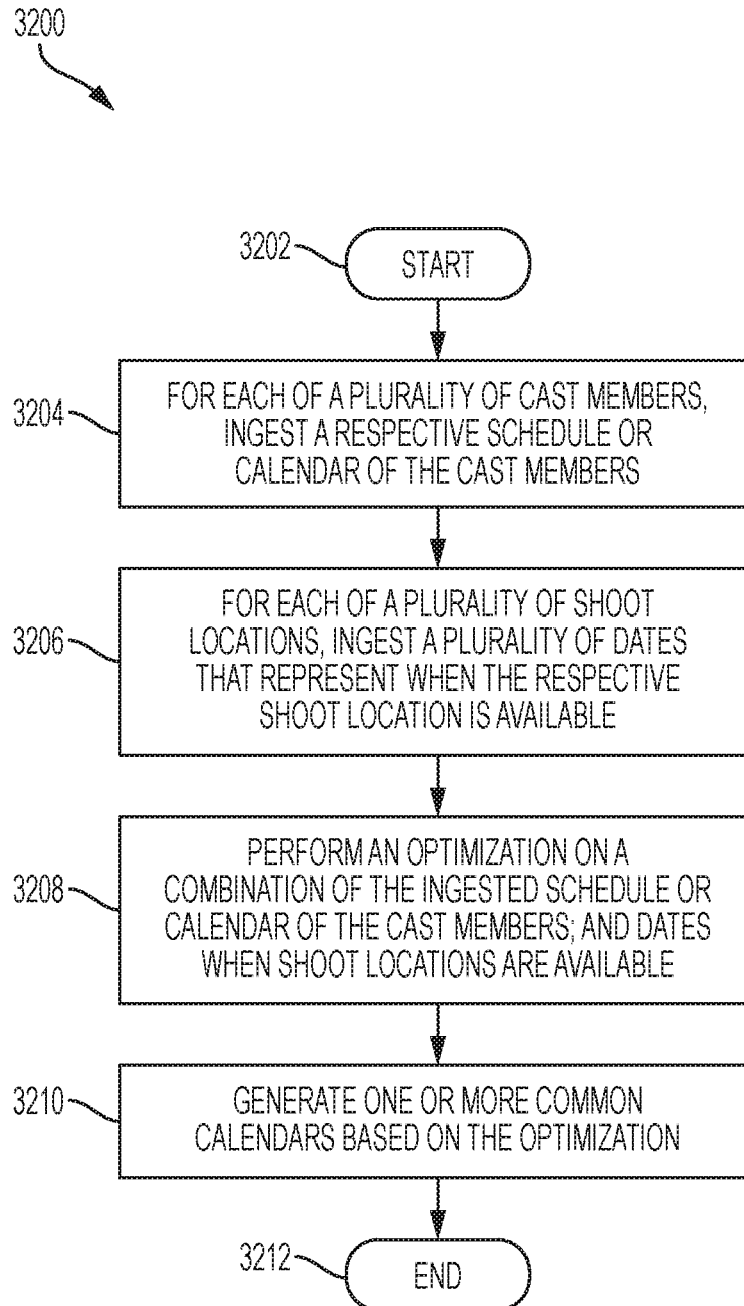 3200
3202
START
3204
FOR EACH OF A PLURALITY OF CAST MEMBERS,
INGEST A RESPECTIVE SCHEDULE OR
CALENDAR OF THE CAST MEMBERS
3206
FOR EACH OF A PLURALITY OF SHOOT
LOCATIONS, INGEST A PLURALITY OF DATES
THAT REPRESENT WHEN THE RESPECTIVE
SHOOT LOCATION IS AVAILABLE
3208
PERFORM AN OPTIMIZATION ON A
COMBINATION OF THE INGESTED SCHEDULE OR
CALENDAR OF THE CAST MEMBERS; AND DATES
WHEN SHOOT LOCATIONS ARE AVAILABLE
3210
GENERATE ONE OR MORE COMMON
CALENDARS BASED ON THE OPTIMIZATION
3212
END